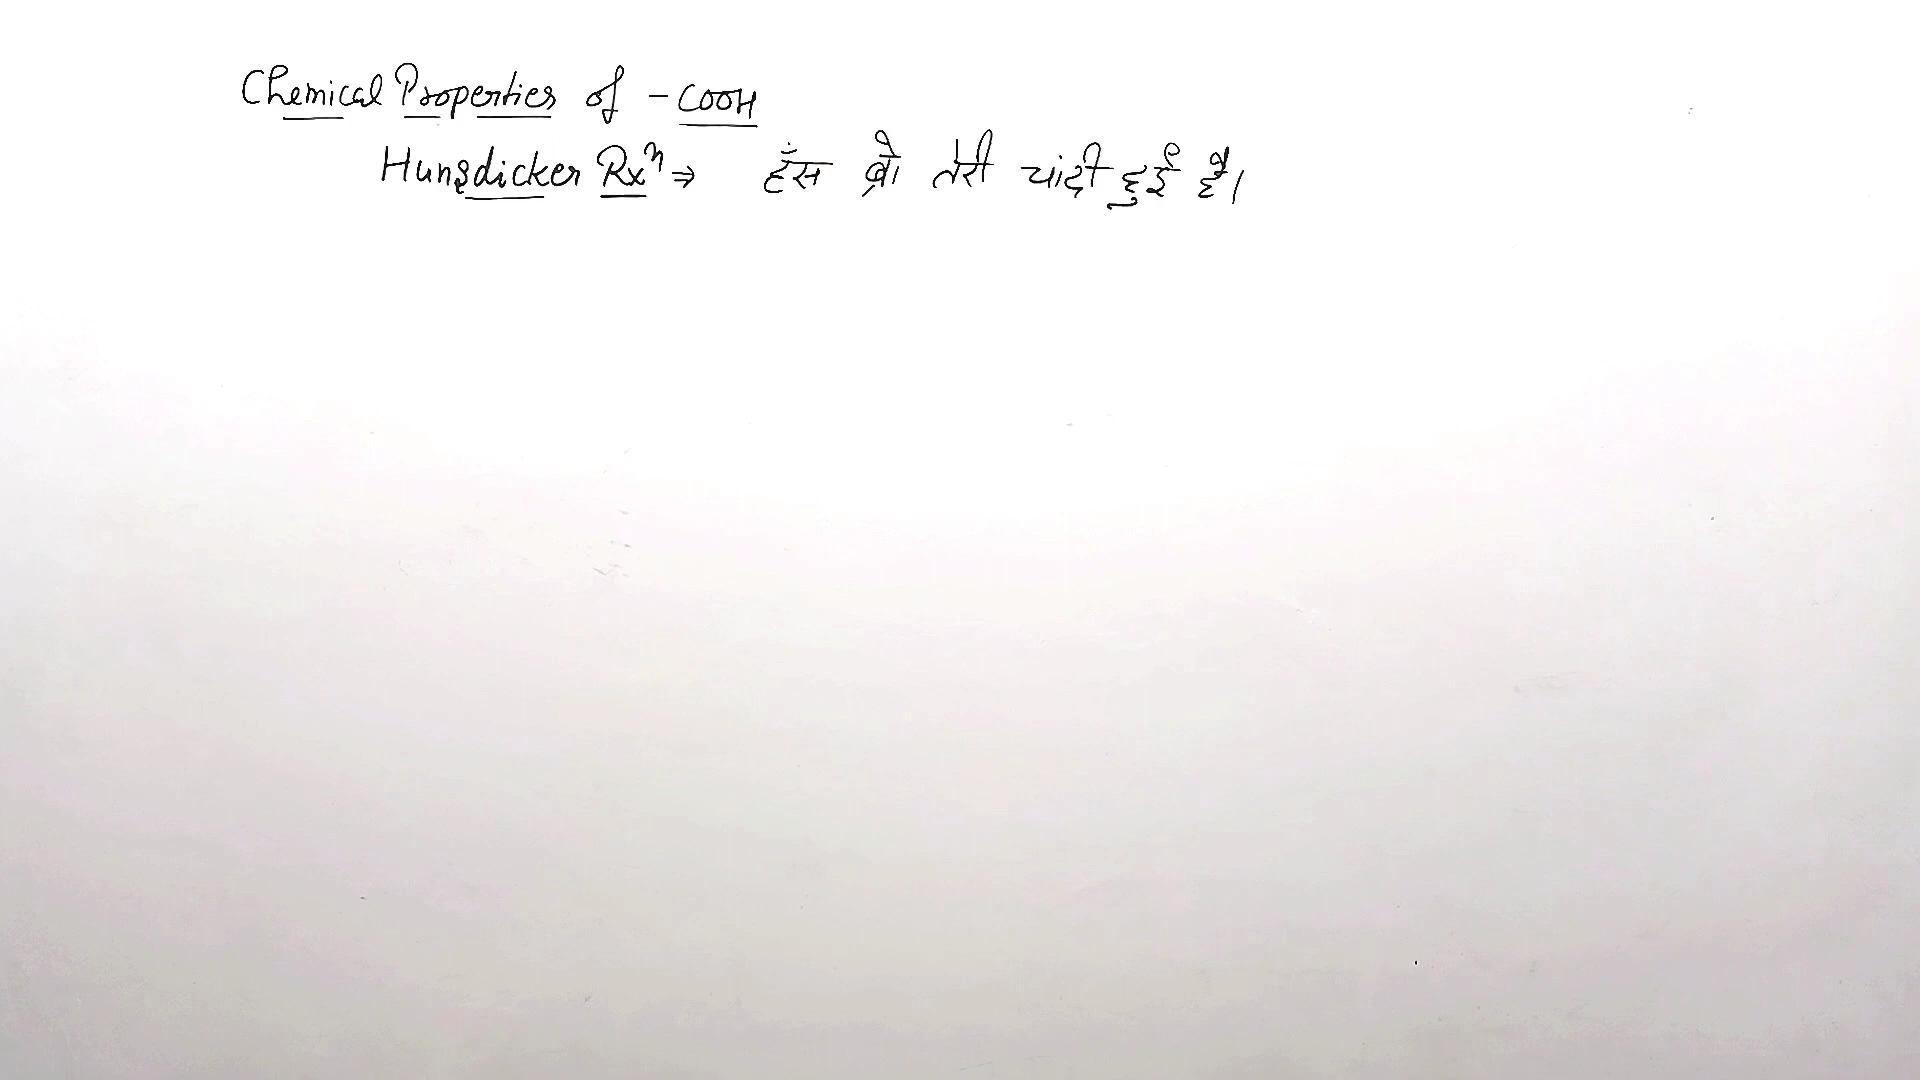 Chemical Properties of -COOH
Hunsdicker Rxⁿ ⇒ हंस ब्रो तेरी चांदी हुई है।